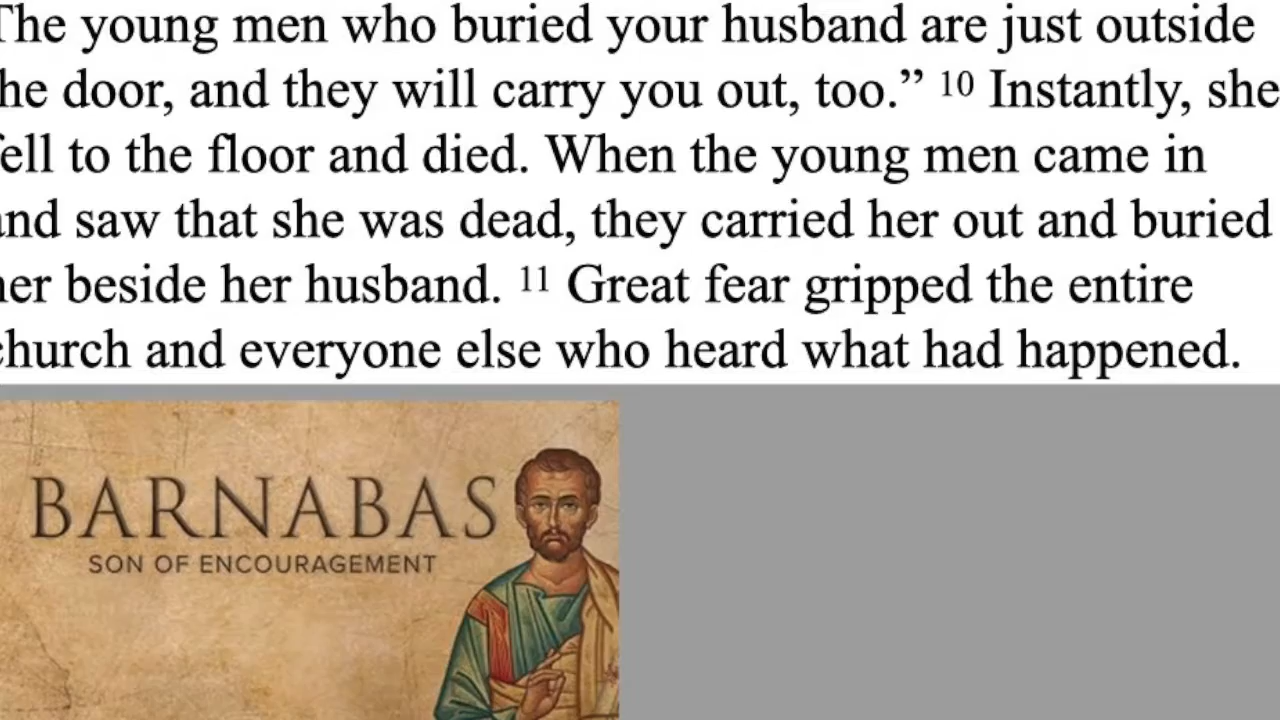 The young men who buried your husband are just outside
the door, and they will carry you out, too.” 10 Instantly, she
fell to the floor and died. When the young men came in
and saw that she was dead, they carried her out and buried
her beside her husband. 11 Great fear gripped the entire
church and everyone else who heard what had happened.
BARNABAS
SON OF ENCOURAGEMENT